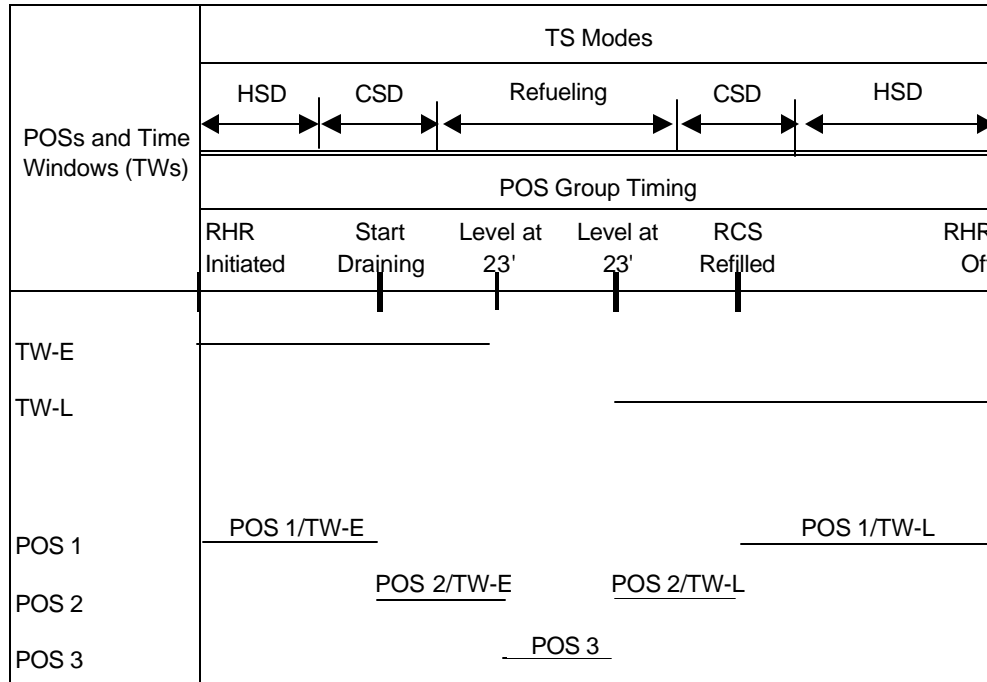 TS Modes
HSD CSD Refueling CSD HSD
POSs and Time
Windows (TWs)
POS Group Timing
RHR Start Level at Level at RCS RHR
Initiated Draining 23' 23' Refilled Of
TW-E
TW-L
POS 1/TW-E POS 1/TW-L
POS 1
POS 2/TW-E POS 2/TW-L
POS 2
POS 3
POS 3